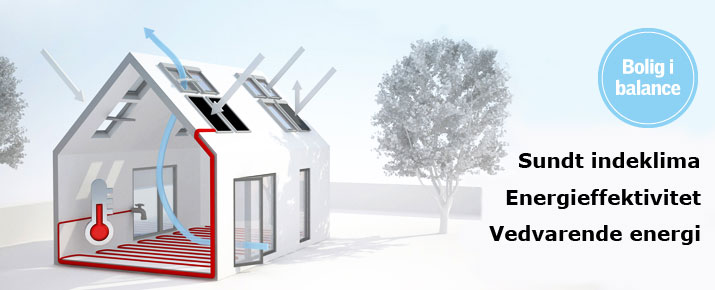 Bolig i
balance
Sundt indeklima
Energieffektivitet
Vedvarende energi